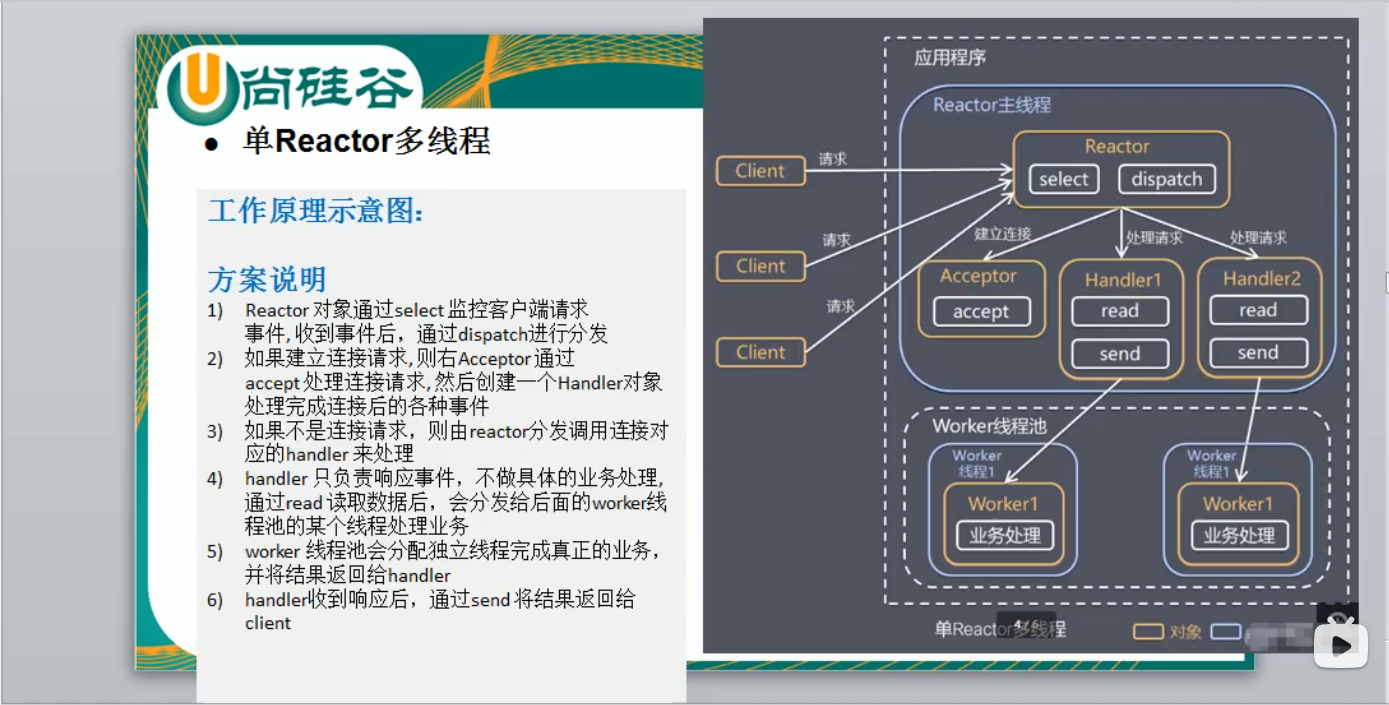 尚硅谷
● 单Reactor多线程
工作原理示意图:
方案说明
1) Reactor 对象通过select 监控客户端请求
事件, 收到事件后，通过dispatch进行分发
2) 如果建立连接请求, 则右Acceptor 通过
accept 处理连接请求, 然后创建一个Handler对象
处理完成连接后的各种事件
3) 如果不是连接请求，则由reactor分发调用连接对
应的handler 来处理
4) handler 只负责响应事件，不做具体的业务处理,
通过read 读取数据后，会分发给后面的worker线
程池的某个线程处理业务
5) worker 线程池会分配独立线程完成真正的业务，
并将结果返回给handler
6) handler收到响应后，通过send 将结果返回给
client
应用程序
Reactor主线程
Reactor
select
dispatch
Client
请求
Client
请求
Client
请求
建立连接
处理请求
处理请求
Acceptor
accept
Handler1
read
send
Handler2
read
send
Worker线程池
Worker
线程1
Worker1
业务处理
Worker
线程1
Worker1
业务处理
单Reactor多线程
4/6
对象